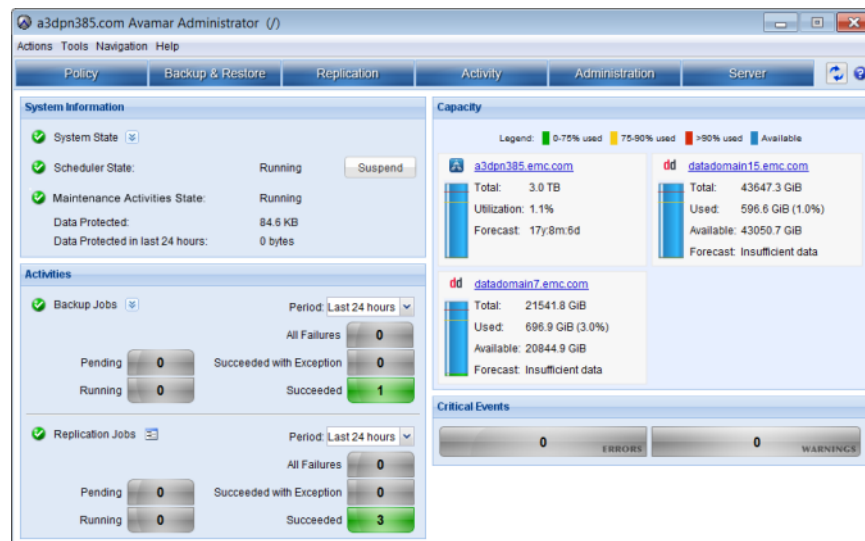 a3dpn385.com Avamar Administrator (/)
Actions Tools Navigation Help
Policy Backup & Restore Replication Activity Administration Server
System Information
System State
Scheduler State: Running Suspend
Maintenance Activities State: Running
Data Protected: 84.6 KB
Data Protected in last 24 hours: 0 bytes
Activities
Backup Jobs Period: Last 24 hours
All Failures 0
Pending 0 Succeeded with Exception 0
Running 0 Succeeded 1
Replication Jobs Period: Last 24 hours
All Failures 0
Pending 0 Succeeded with Exception 0
Running 0 Succeeded 3
Capacity
Legend: 0-75% used 75-90% used >90% used Available
a3dpn385.emc.com
Total: 3.0 TB
Utilization: 1.1%
Forecast: 17y:8m:6d
dd datadomain15.emc.com
Total: 43647.3 GiB
Used: 596.6 GiB (1.0%)
Available: 43050.7 GiB
Forecast: Insufficient data
dd datadomain7.emc.com
Total: 21541.8 GiB
Used: 696.9 GiB (3.0%)
Available: 20844.9 GiB
Forecast: Insufficient data
Critical Events
0 ERRORS 0 WARNINGS